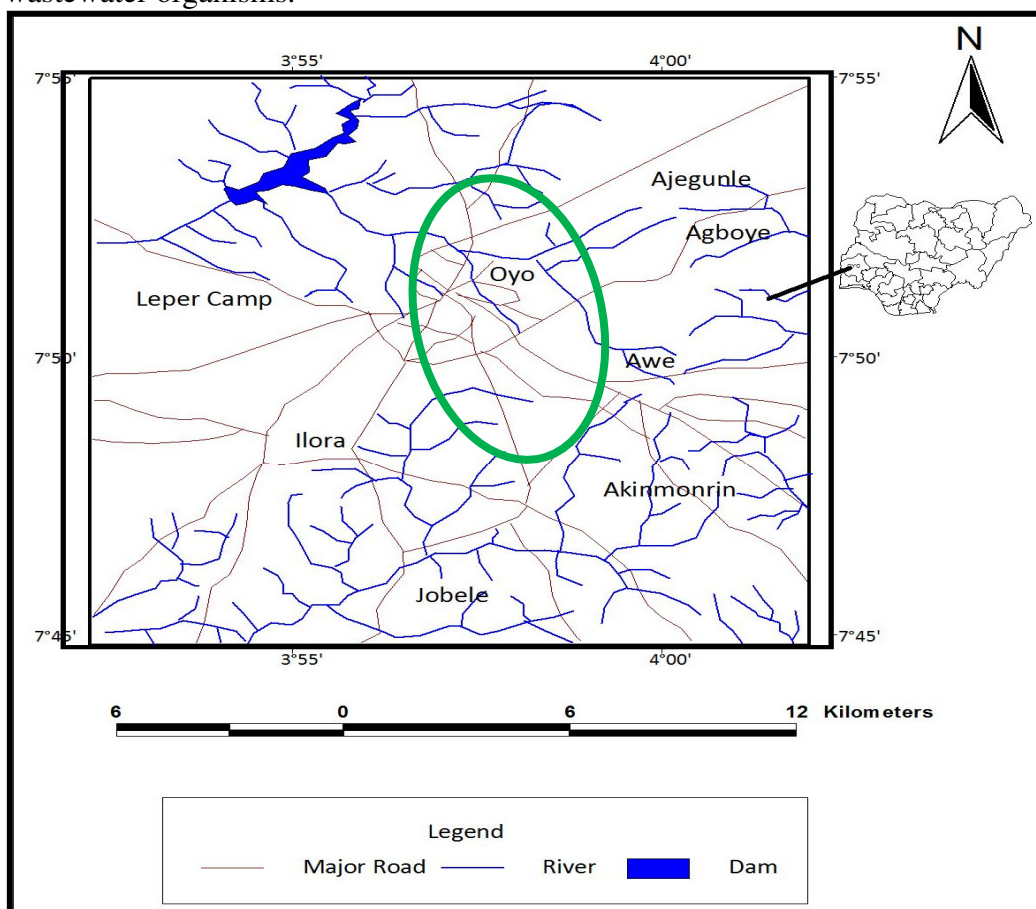 wastewater organisms.
N
3°55' 4°00'
7°55' 7°55'
Ajegunle
Agboye
Oyo
Leper Camp
7°50' 7°50'
Awe
Ilora
Akinmonrin
Jobele
7°45' 7°45'
3°55' 4°00'
6 0 6 12 Kilometers
Legend
Major Road River Dam